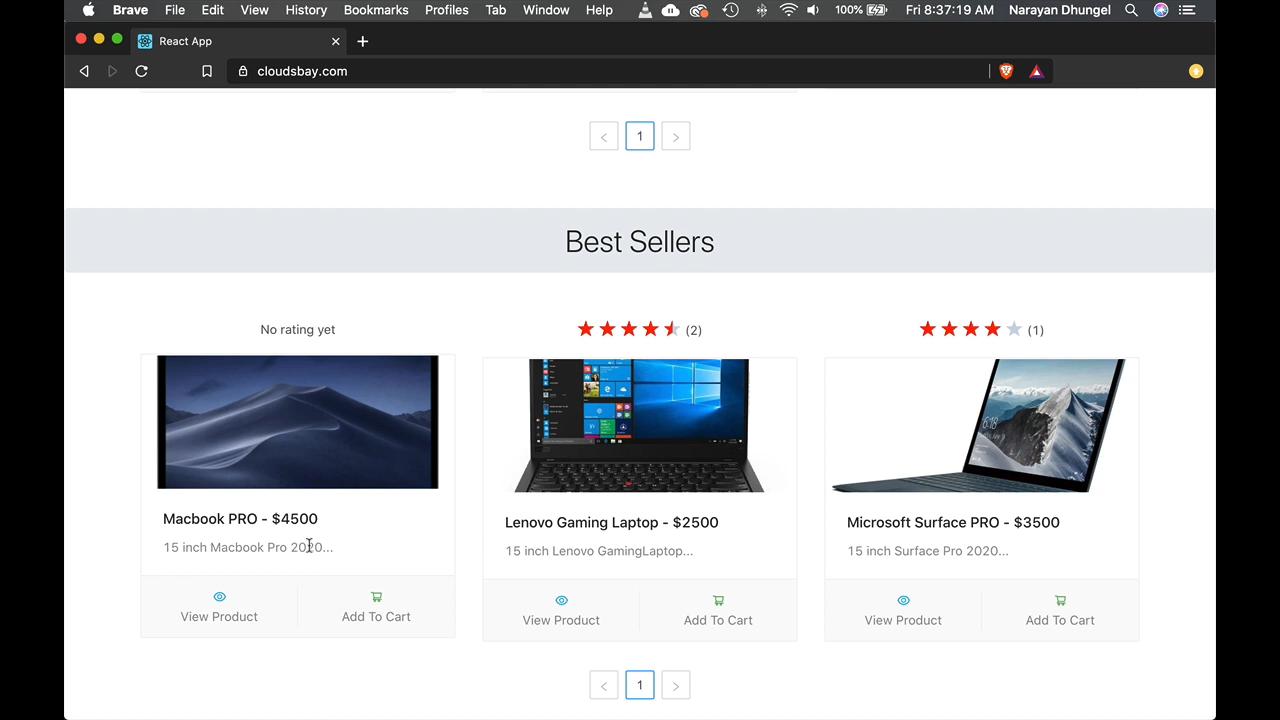 Brave File Edit View History Bookmarks Profiles Tab Window Help 100% Fri 8:37:19 AM Narayan Dhungel
React App
cloudsbay.com
< 1 >
Best Sellers
No rating yet (2) (1)
Macbook PRO - $4500
15 inch Macbook Pro 2020...
View Product Add To Cart
Lenovo Gaming Laptop - $2500
15 inch Lenovo GamingLaptop...
View Product Add To Cart
Microsoft Surface PRO - $3500
15 inch Surface Pro 2020...
View Product Add To Cart
6:18
< 1 >